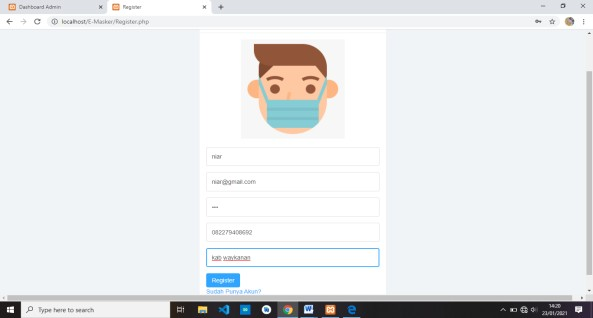 Dashboard Admin
Register
localhost/E-Masker/Register.php
niar
niar@gmail.com
082279408692
kab waykanan
Register
Sudah Punya Akun?
Type here to search
14:20
23/01/2021